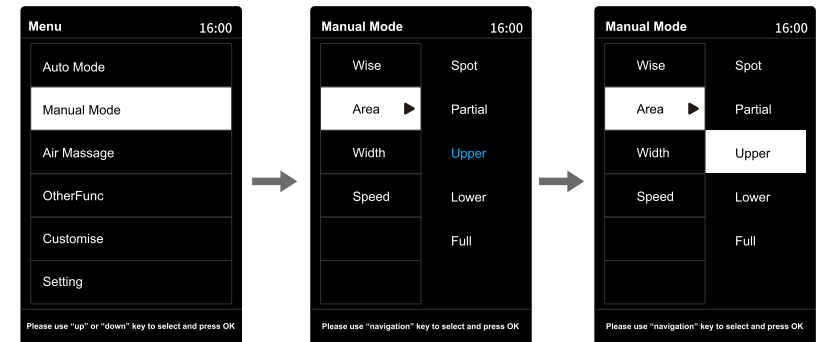 Menu 16:00
Auto Mode
Manual Mode
Air Massage
OtherFunc
Customise
Setting
Please use “up” or “down” key to select and press OK
Manual Mode 16:00
Wise Spot
Area Partial
Width Upper
Speed Lower
Full
Please use “navigation” key to select and press OK
Manual Mode 16:00
Wise Spot
Area Partial
Width Upper
Speed Lower
Full
Please use “navigation” key to select and press OK